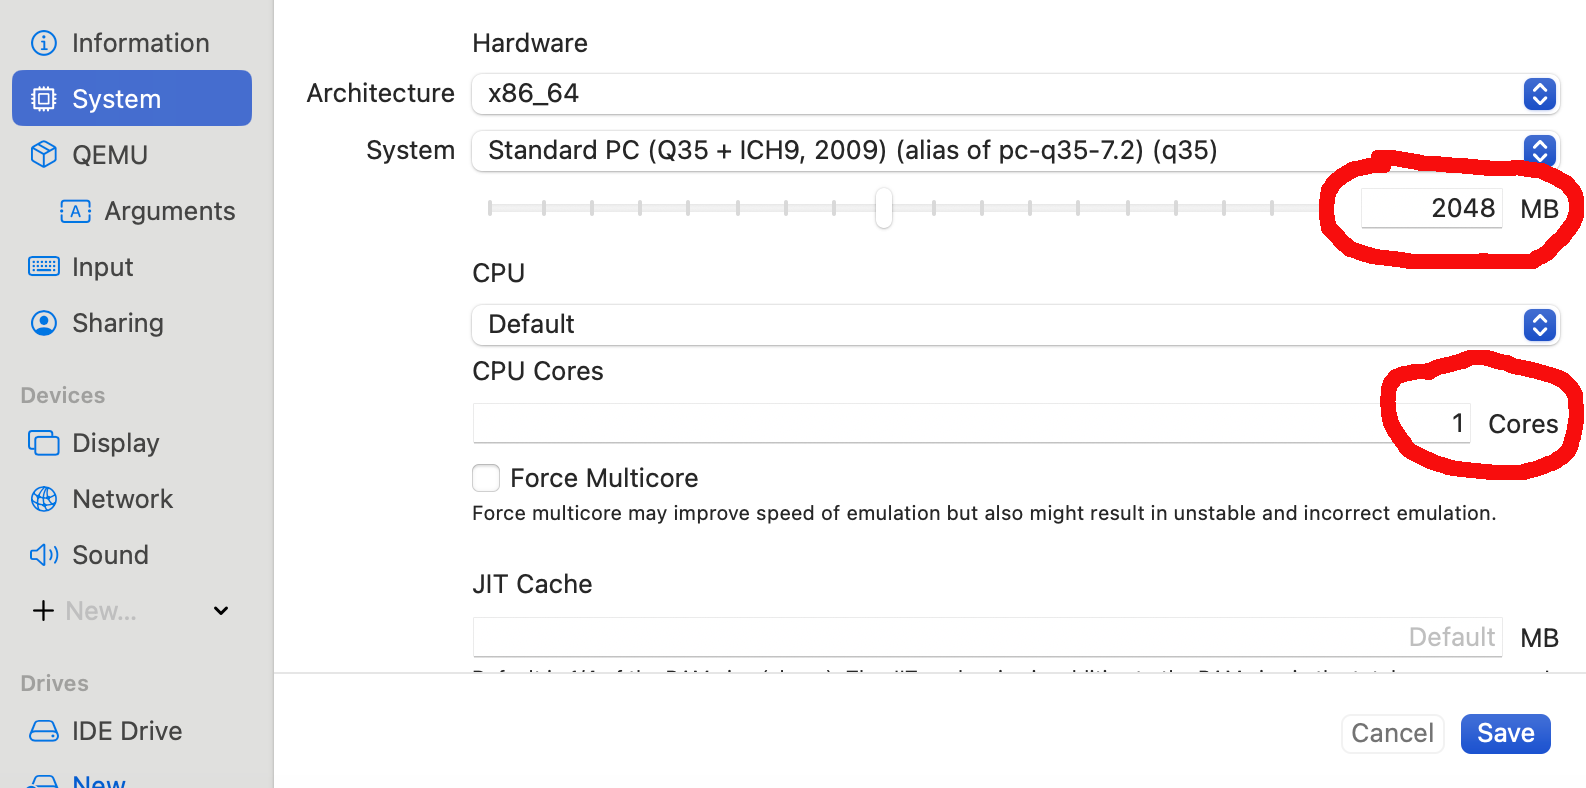 Information
System
QEMU
Arguments
Input
Sharing
Devices
Display
Network
Sound
New...
Drives
IDE Drive
New
Hardware
Architecture x86_64
System Standard PC (Q35 + ICH9, 2009) (alias of pc-q35-7.2) (q35)
2048 MB
CPU
Default
CPU Cores
1 Cores
Force Multicore
Force multicore may improve speed of emulation but also might result in unstable and incorrect emulation.
JIT Cache
Default MB
Cancel Save